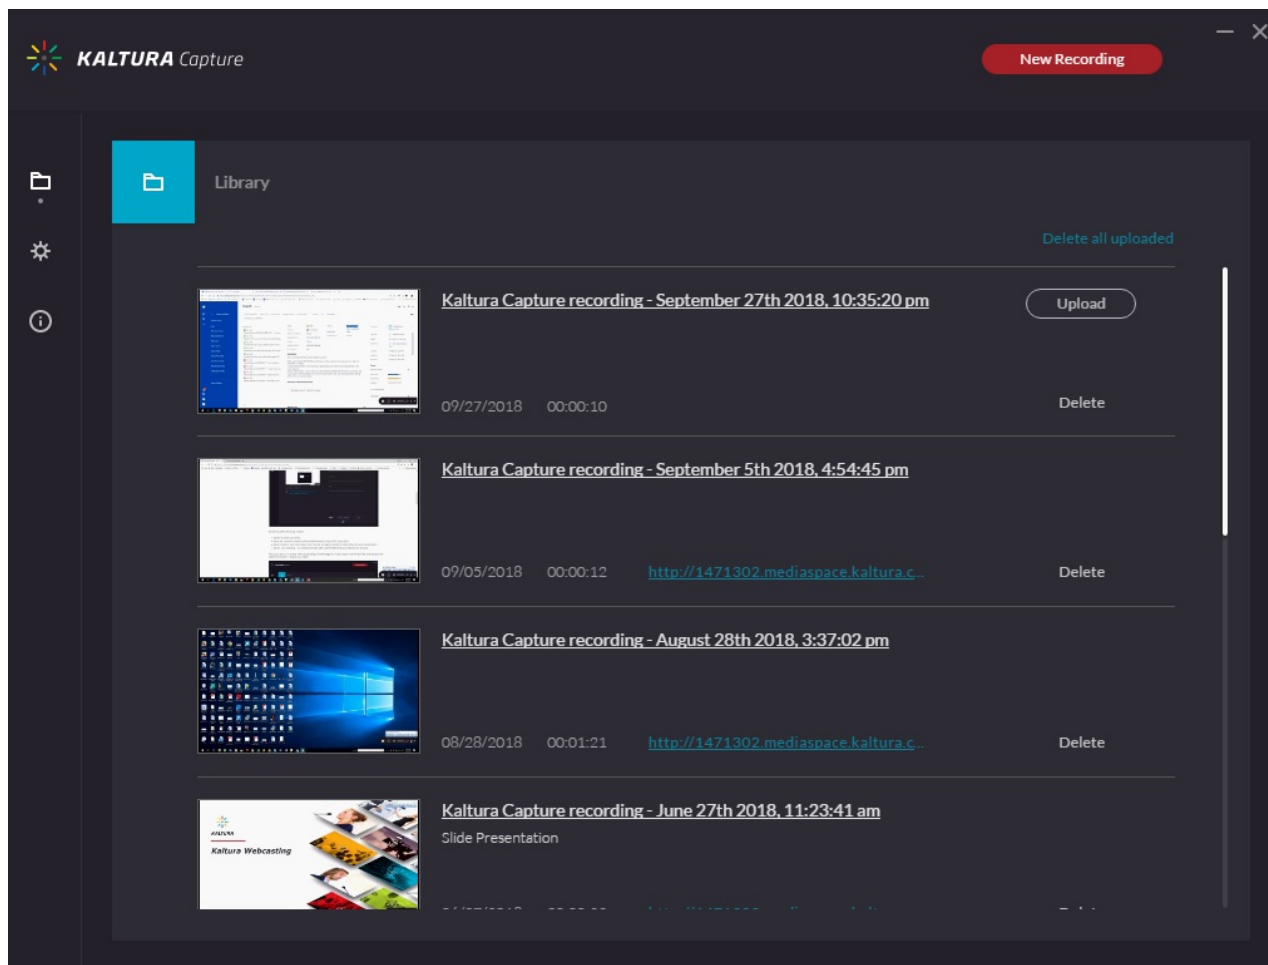 KALTURA Capture
New Recording
Library
Delete all uploaded
Kaltura Capture recording - September 27th 2018, 10:35:20 pm
Upload
09/27/2018 00:00:10
Delete
Kaltura Capture recording - September 5th 2018, 4:54:45 pm
09/05/2018 00:00:12 http://1471302.mediaspace.kaltura.c...
Delete
Kaltura Capture recording - August 28th 2018, 3:37:02 pm
08/28/2018 00:01:21 http://1471302.mediaspace.kaltura.c...
Delete
Kaltura Capture recording - June 27th 2018, 11:23:41 am
Slide Presentation
KALTURA
Kaltura Webcasting